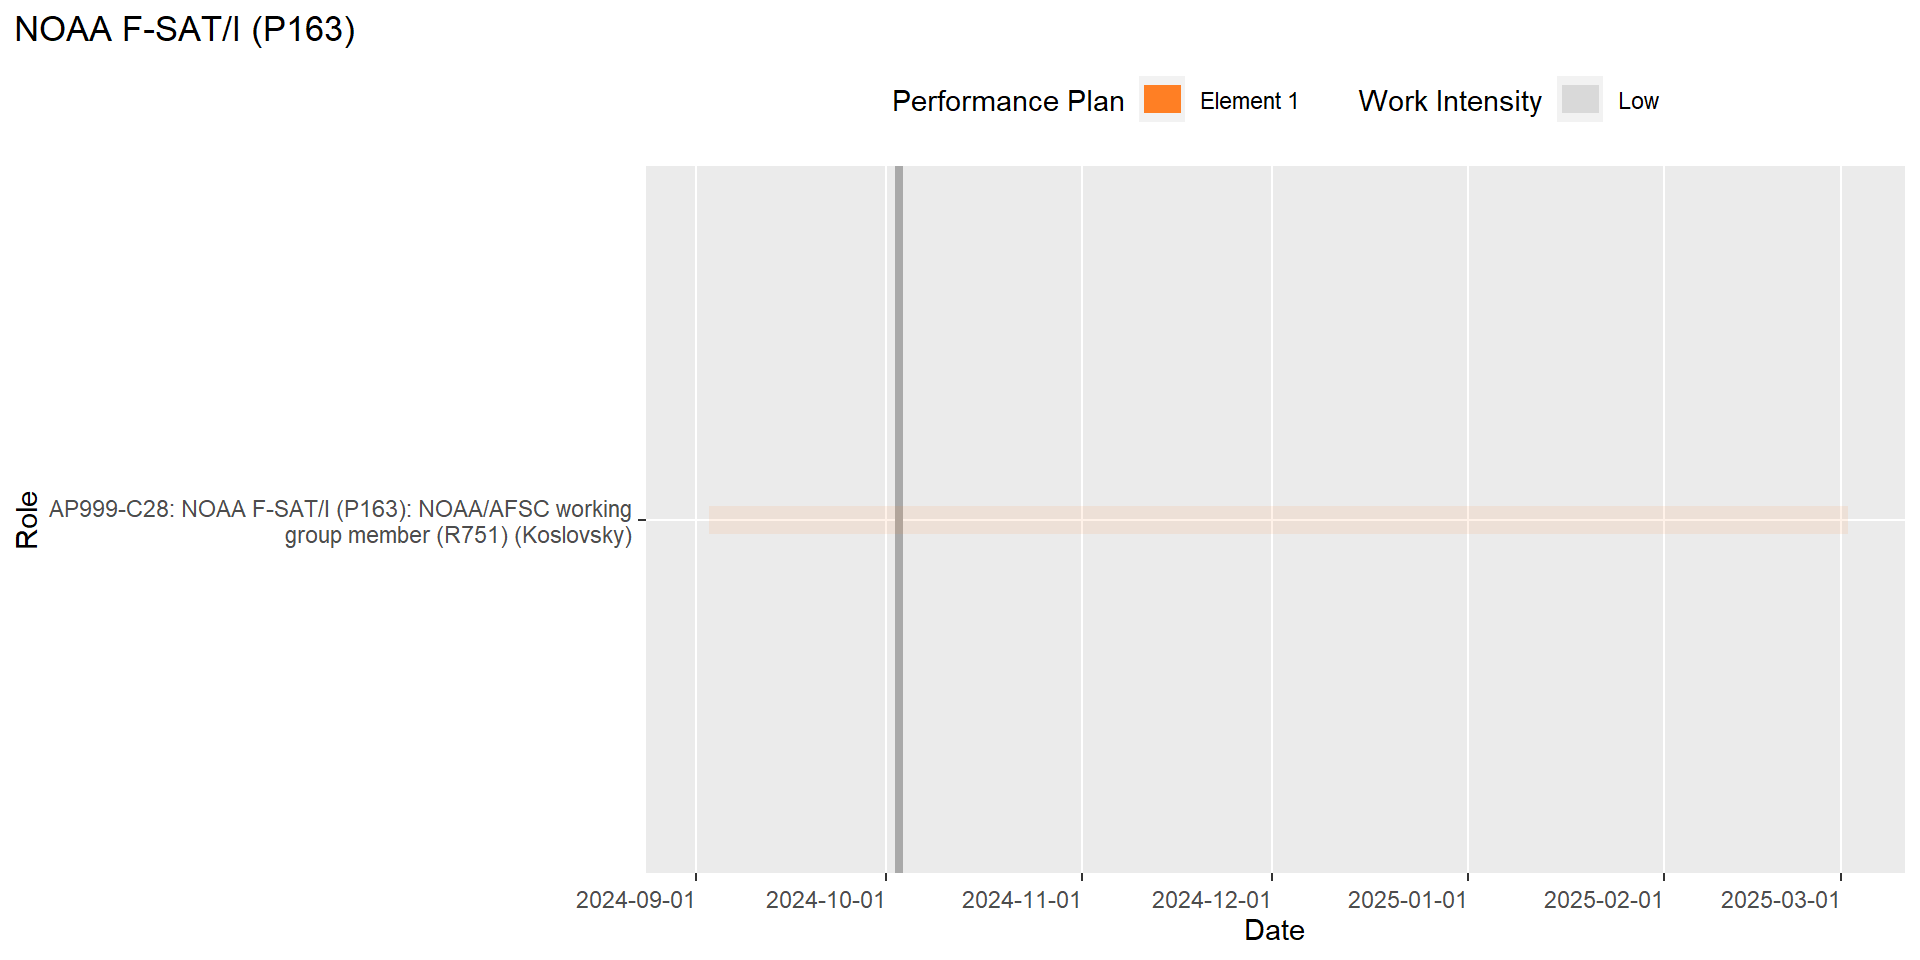 NOAA F-SAT/I (P163)
Performance Plan
Element 1
Work Intensity
Low
Role
AP999-C28: NOAA F-SAT/I (P163): NOAA/AFSC working
group member (R751) (Koslovsky)
2024-09-01
2024-10-01
2024-11-01
2024-12-01
2025-01-01
2025-02-01
2025-03-01
Date